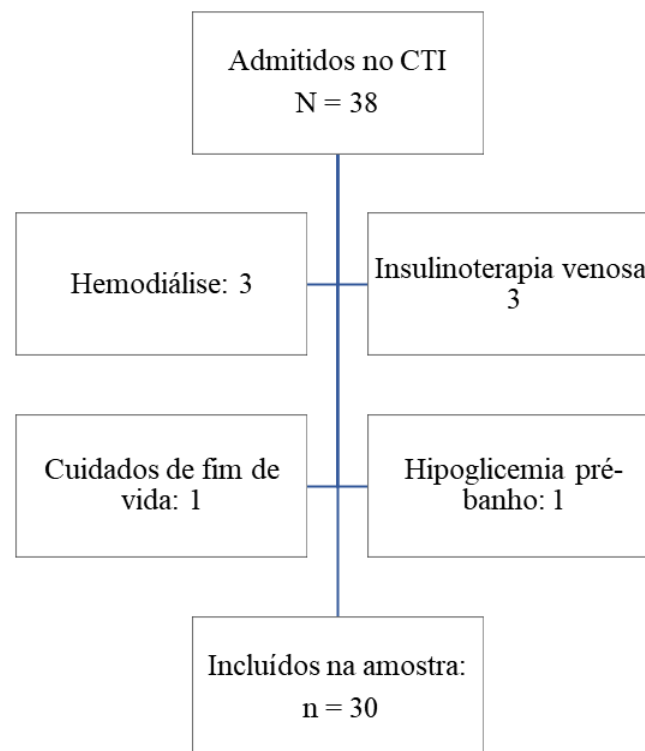 Admitidos no CTI
N = 38
Hemodiálise: 3
Insulinoterapia venosa
3
Cuidados de fim de
vida: 1
Hipoglicemia pré-
banho: 1
Incluídos na amostra:
n = 30